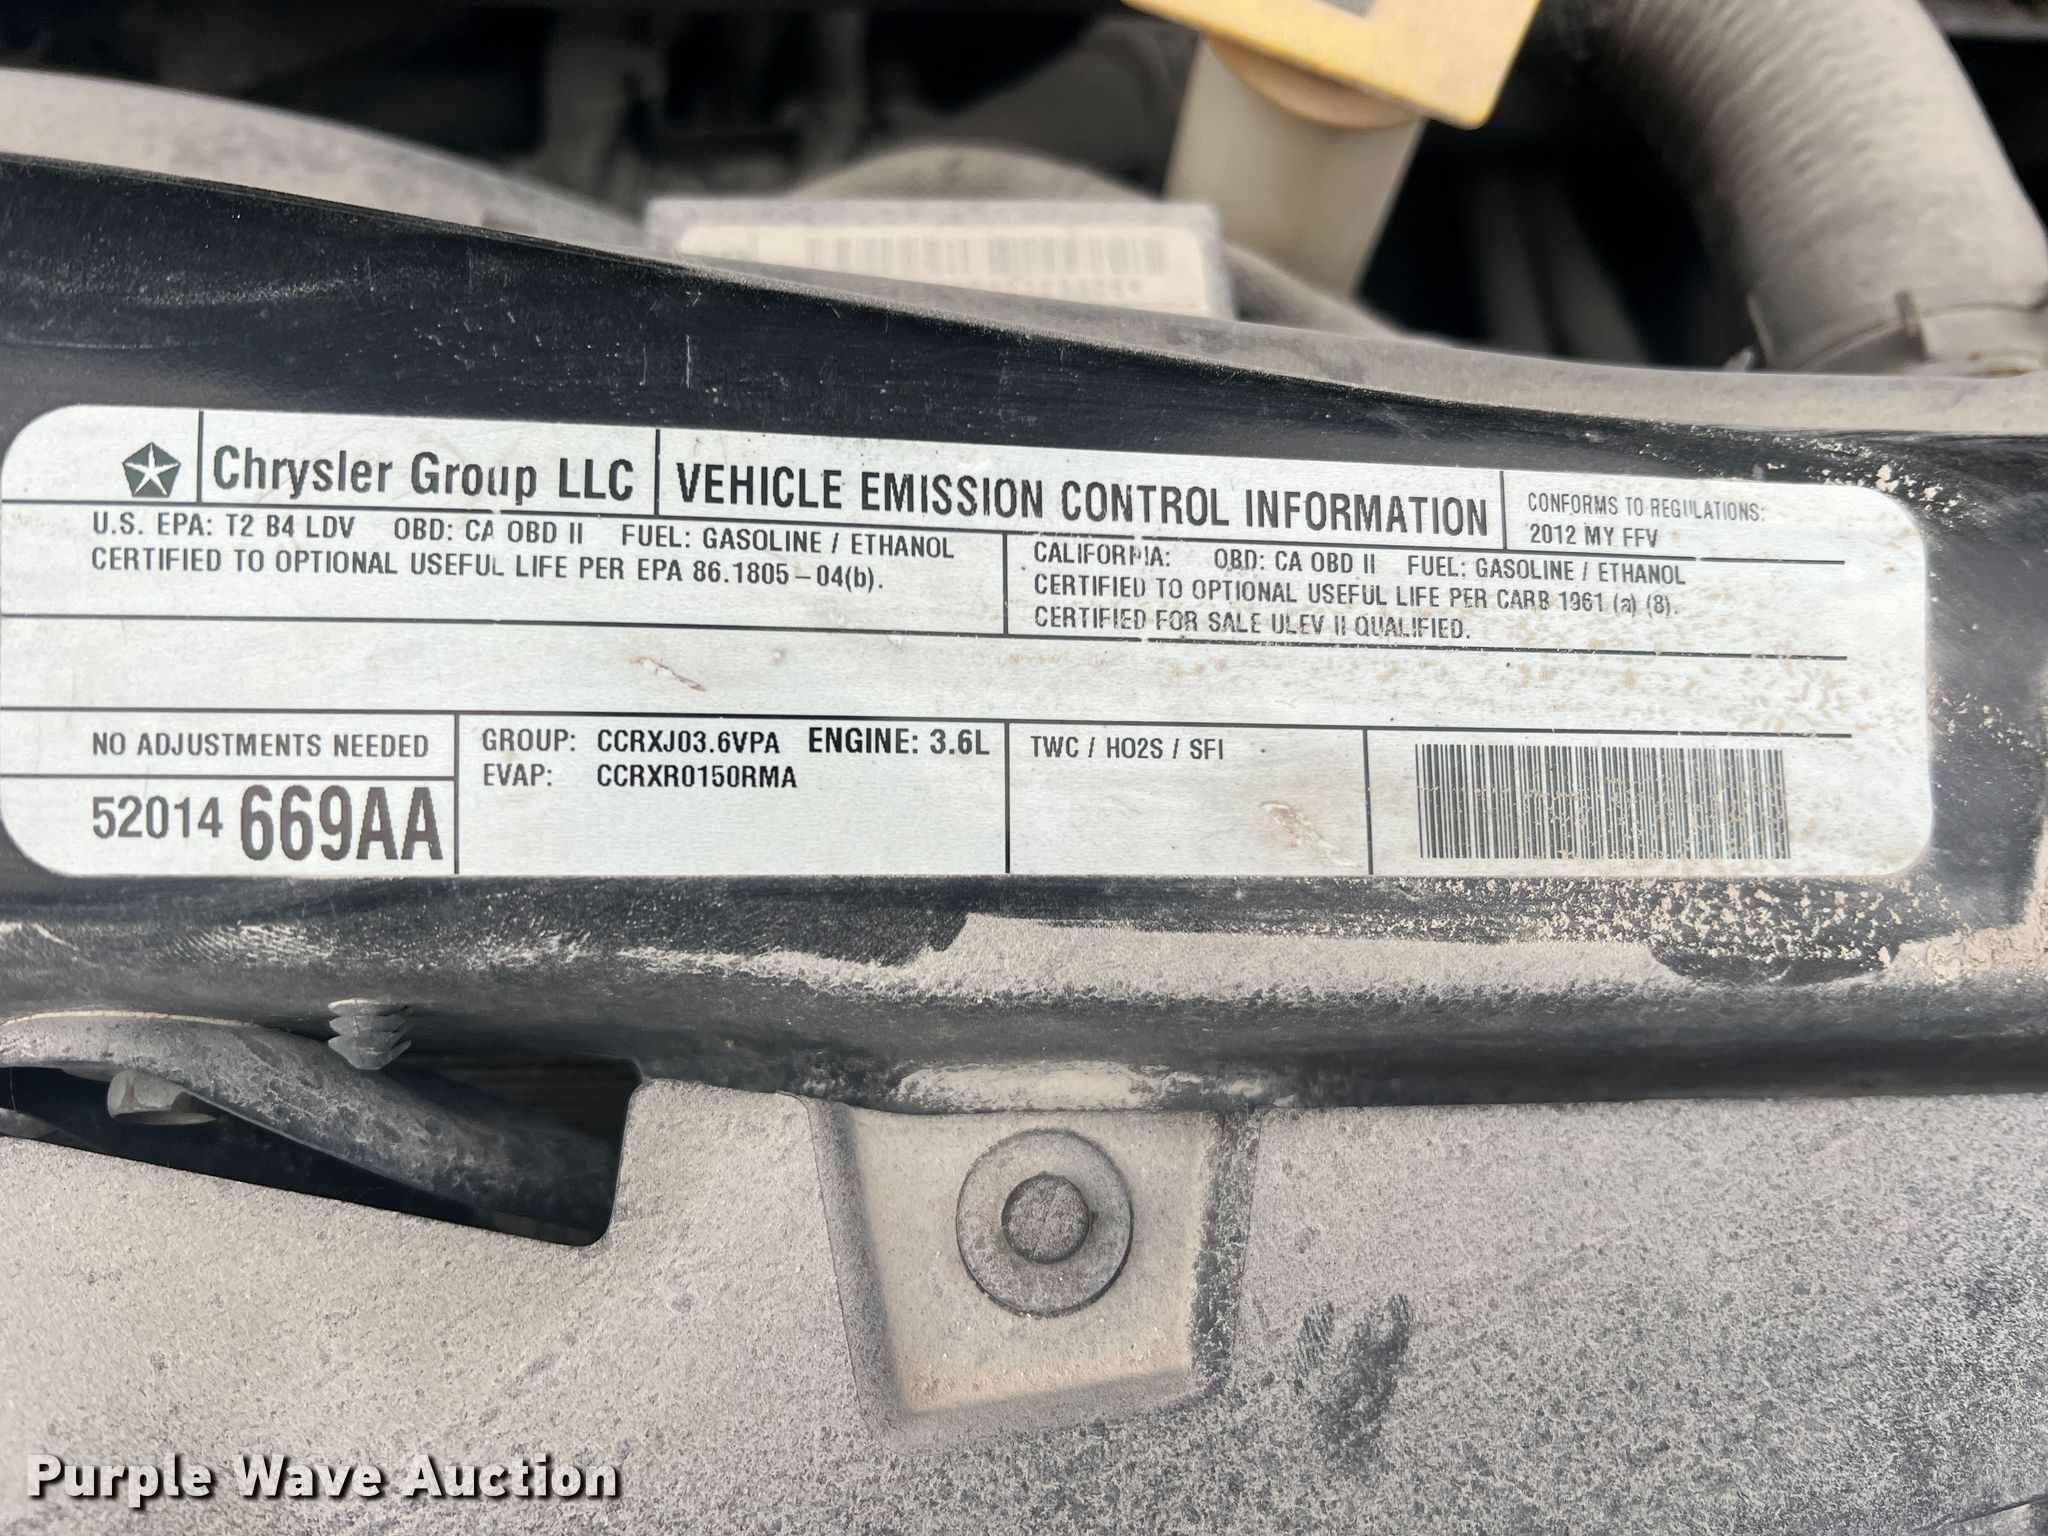 Chrysler Group LLC
VEHICLE EMISSION CONTROL INFORMATION
CONFORMS TO REGULATIONS:
2012 MY FFV
U.S. EPA: T2 B4 LDV OBD: CA OBD II FUEL: GASOLINE / ETHANOL
CERTIFIED TO OPTIONAL USEFUL LIFE PER EPA 86.1805-04(b).
CALIFORNIA: OBD: CA OBD II FUEL: GASOLINE / ETHANOL
CERTIFIED TO OPTIONAL USEFUL LIFE PER CARB 1961 (a) (8).
CERTIFIED FOR SALE ULEV II QUALIFIED.
NO ADJUSTMENTS NEEDED
52014 669AA
GROUP: CCRXJ03.6VPA ENGINE: 3.6L
EVAP: CCRXR0150RMA
TWC / HO2S / SFI
Purple Wave Auction